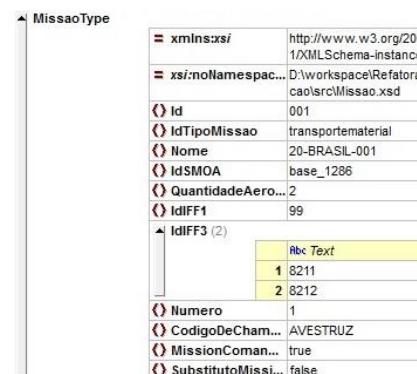 MissaoType
= xmlns:xsi http://www.w3.org/20
1/XMLSchema-instance
= xsi:noNamespac... D:\workspace\Refatora
cao\src\Missao.xsd
Id 001
IdTipoMissao transportematerial
Nome 20-BRASIL-001
IdSMOA base_1286
QuantidadeAero... 2
IdIFF1 99
IdIFF3 (2)
Abc Text
1 8211
2 8212
Numero 1
CodigoDeCham... AVESTRUZ
MissionComan... true
SubstitutoMissi... false